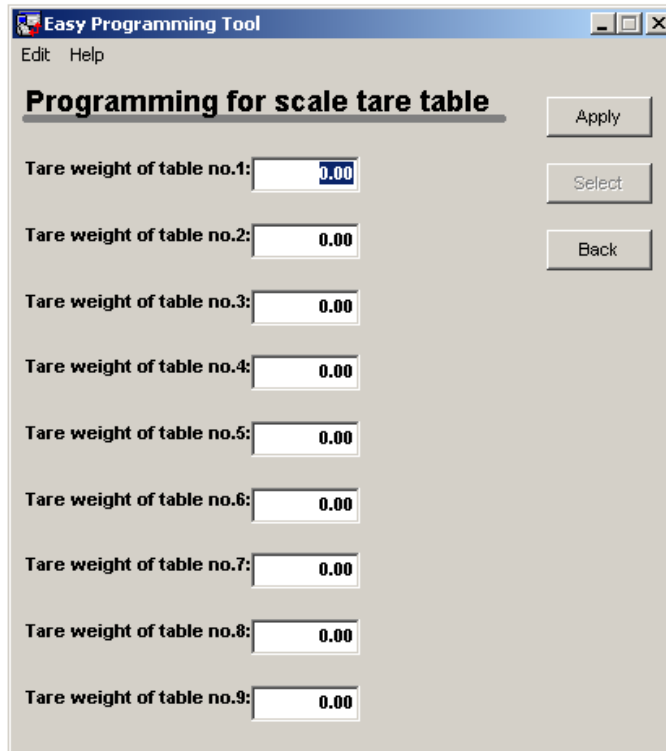 Easy Programming Tool
Edit Help
Programming for scale tare table
Apply
Tare weight of table no.1: 0.00
Select
Tare weight of table no.2: 0.00
Back
Tare weight of table no.3: 0.00
Tare weight of table no.4: 0.00
Tare weight of table no.5: 0.00
Tare weight of table no.6: 0.00
Tare weight of table no.7: 0.00
Tare weight of table no.8: 0.00
Tare weight of table no.9: 0.00